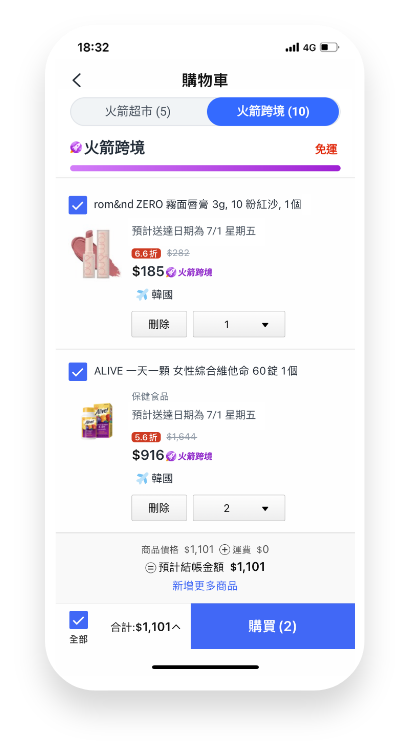 18:32
4G
購物車
火箭超市 (5)
火箭跨境 (10)
火箭跨境
免運
rom&nd ZERO 霧面唇膏 3g, 10 粉紅沙, 1個
預計送達日期為 7/1 星期五
6.6折 $282
$185 火箭跨境
韓國
刪除
1
ALIVE 一天一顆 女性綜合維他命 60錠 1個
保健食品
預計送達日期為 7/1 星期五
5.6折 $1,644
$916 火箭跨境
韓國
刪除
2
商品價格 $1,101 + 運費 $0
= 預計結帳金額 $1,101
新增更多商品
全部
合計:$1,101
購買 (2)